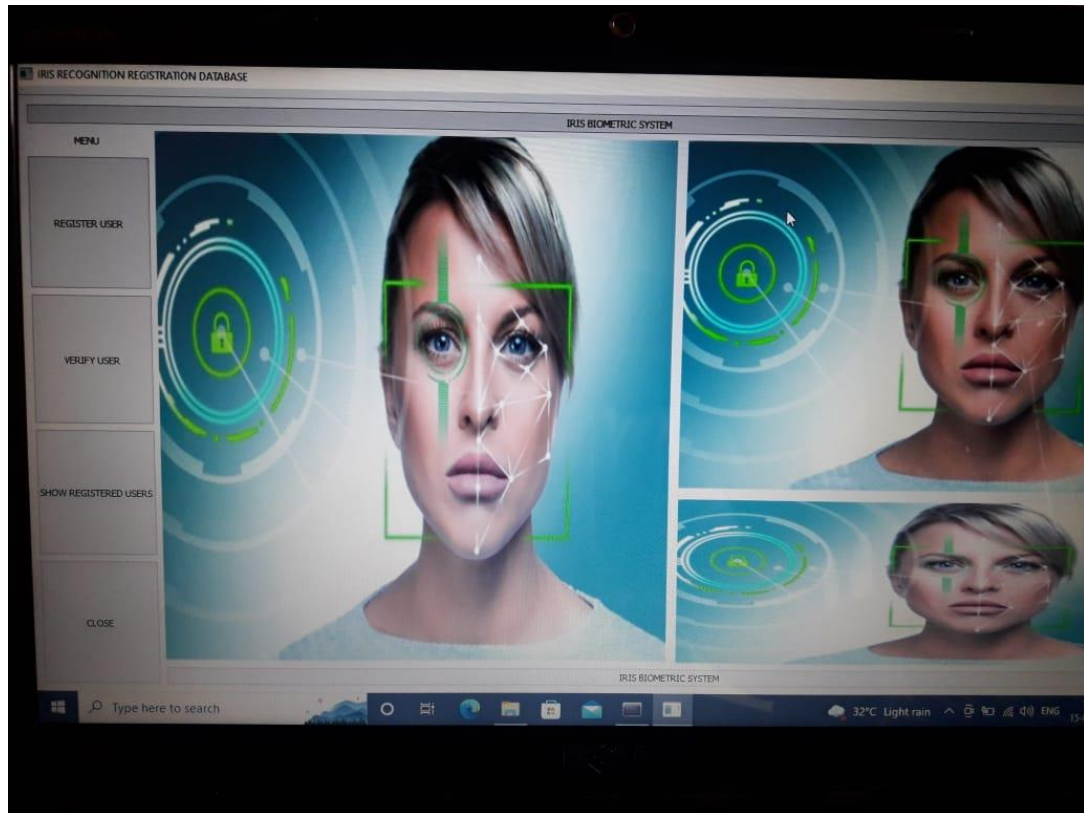 IRIS RECOGNITION REGISTRATION DATABASE
IRIS BIOMETRIC SYSTEM
MENU
REGISTER USER
VERIFY USER
SHOW REGISTERED USERS
CLOSE
IRIS BIOMETRIC SYSTEM
Type here to search
32°C Light rain
ENG